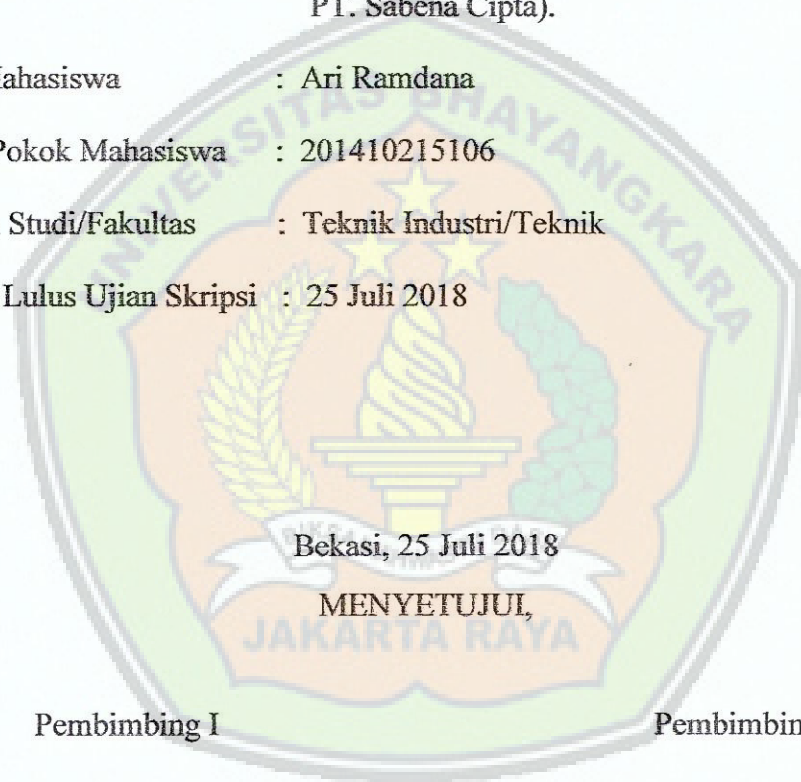 PT. Sabena Cipta).
Mahasiswa : Ari Ramdana
Pokok Mahasiswa : 201410215106
Studi/Fakultas : Teknik Industri/Teknik
Lulus Ujian Skripsi : 25 Juli 2018
UNIVERSITAS BHAYANGKARA
Bekasi, 25 Juli 2018
MENYETUJUI,
JAKARTA RAYA
Pembimbing I Pembimbin